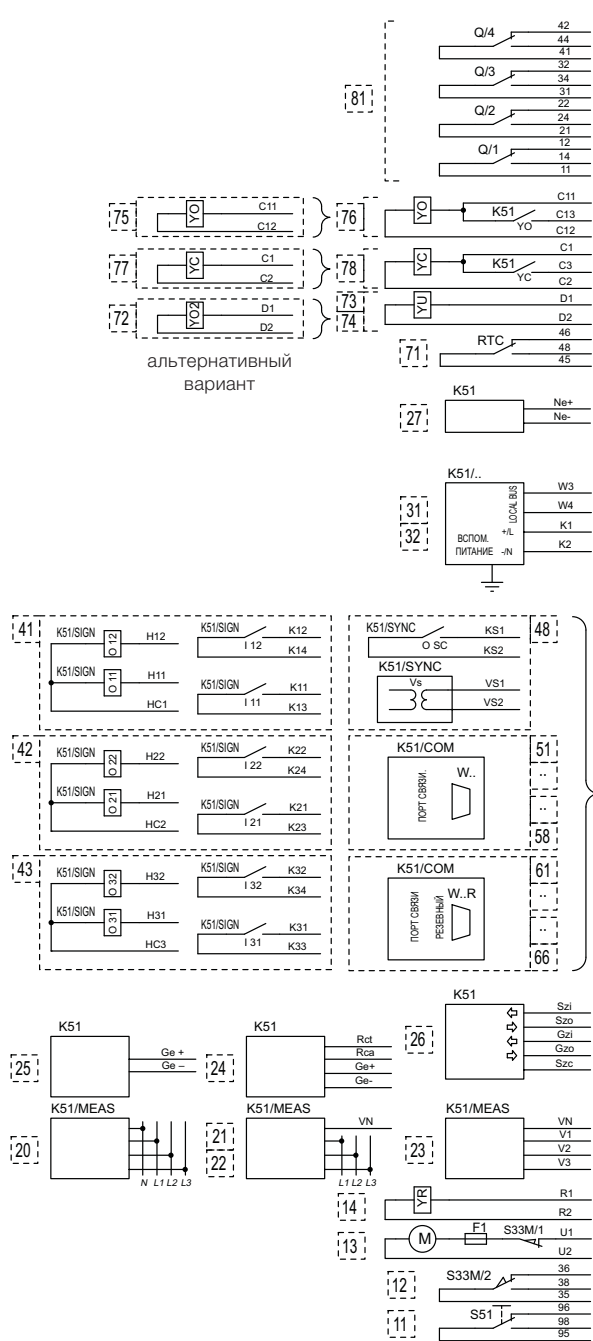 Q/4 42
44
41
Q/3 32
34
31
81
Q/2 22
24
21
Q/1 12
14
11
75 YO C11
C12
76 YO C11
K51 YO C13
C12
77 YC C1
C2
78 YC C1
K51 YC C3
C2
72 YO2 D1
D2
73
74
YU D1
D2
альтернативный
вариант
71 RTC 46
48
45
27 K51 Ne+
Ne-
31
32
K51/..
LOCAL BUS
W3
W4
ВСПОМ.
ПИТАНИЕ
+/L K1
-/N K2
41 K51/SIGN O 12 H12
K51/SIGN O 11 H11
HC1
K51/SIGN I 12 K12
K14
K51/SIGN I 11 K11
K13
48 K51/SYNC O SC KS1
KS2
K51/SYNC
Vs VS1
VS2
42 K51/SIGN O 22 H22
K51/SIGN O 21 H21
HC2
K51/SIGN I 22 K22
K24
K51/SIGN I 21 K21
K23
K51/COM
ПОРТ СВЯЗИ.
W..
51
..
..
58
43 K51/SIGN O 32 H32
K51/SIGN O 31 H31
HC3
K51/SIGN I 32 K32
K34
K51/SIGN I 31 K31
K33
K51/COM
ПОРТ СВЯЗИ
РЕЗЕВНЫЙ
W..R
61
..
..
66
25 K51 Ge +
Ge –
24 K51 Rct
Rca
Ge+
Ge-
26 K51 Szi
Szo
Gzi
Gzo
Szc
20 K51/MEAS
N L1 L2 L3
21
22
K51/MEAS VN
L1 L2 L3
23 K51/MEAS VN
V1
V2
V3
14 YR R1
R2
13 M F1 S33M/1 U1
U2
12 S33M/2 36
38
35
11 S51 96
98
95